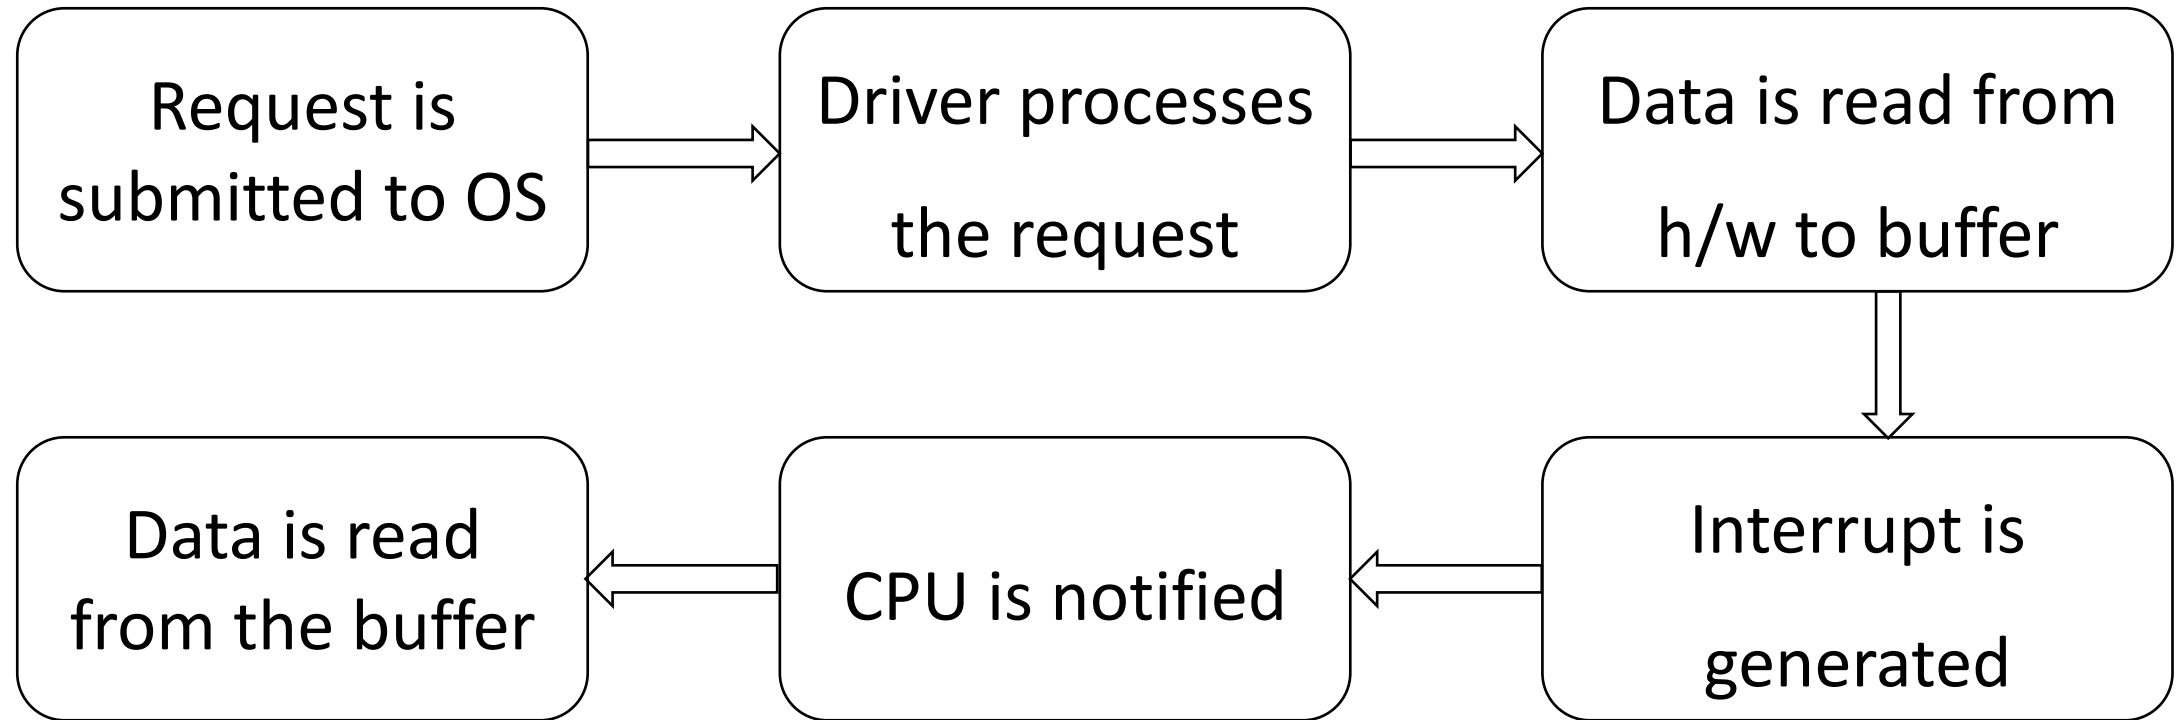 Request is
submitted to OS
Driver processes
the request
Data is read from
h/w to buffer
Interrupt is
generated
CPU is notified
Data is read
from the buffer